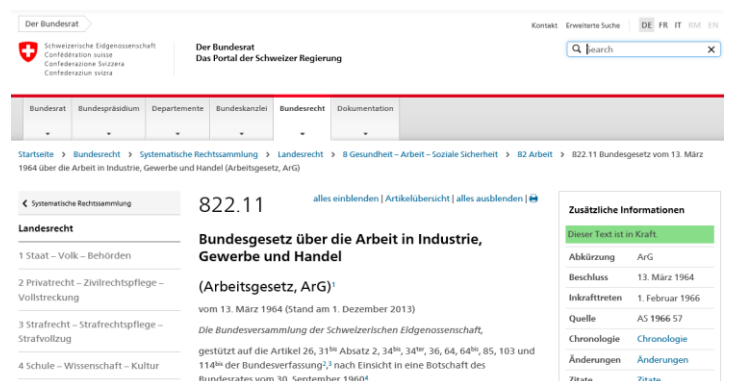 Der Bundesrat
Kontakt Erweiterte Suche DE FR IT RM EN
Schweizerische Eidgenossenschaft
Confédération suisse
Confederazione Svizzera
Confederaziun svizra
Der Bundesrat
Das Portal der Schweizer Regierung
Search
Bundesrat Bundespräsidium Departemente Bundeskanzlei Bundesrecht Dokumentation
Startseite > Bundesrecht > Systematische Rechtssammlung > Landesrecht > 8 Gesundheit – Arbeit – Soziale Sicherheit > 82 Arbeit > 822.11 Bundesgesetz vom 13. März
1964 über die Arbeit in Industrie, Gewerbe und Handel (Arbeitsgesetz, ArG)
Systematische Rechtssammlung
Landesrecht
1 Staat – Volk – Behörden
2 Privatrecht – Zivilrechtspflege –
Vollstreckung
3 Strafrecht – Strafrechtspflege –
Strafvollzug
4 Schule – Wissenschaft – Kultur
822.11
alles einblenden | Artikelübersicht | alles ausblenden |
Bundesgesetz über die Arbeit in Industrie,
Gewerbe und Handel
(Arbeitsgesetz, ArG)¹
vom 13. März 1964 (Stand am 1. Dezember 2013)
Die Bundesversammlung der Schweizerischen Eidgenossenschaft,
gestützt auf die Artikel 26, 31ᵇⁱˢ Absatz 2, 34ᵇⁱˢ, 34ᵗᵉʳ, 36, 64, 64ᵇⁱˢ, 85, 103 und
114ᵇⁱˢ der Bundesverfassung²,³ nach Einsicht in eine Botschaft des
Bundesrates vom 30. September 1960⁴
Zusätzliche Informationen
Dieser Text ist in Kraft.
Abkürzung ArG
Beschluss 13. März 1964
Inkrafttreten 1. Februar 1966
Quelle AS 1966 57
Chronologie Chronologie
Änderungen Änderungen
Zitate Zitate